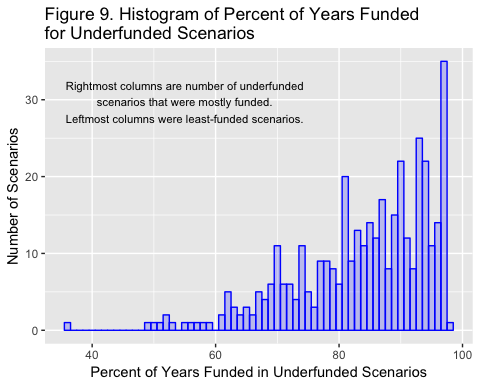 Figure 9. Histogram of Percent of Years Funded
for Underfunded Scenarios
Rightmost columns are number of underfunded
scenarios that were mostly funded.
Leftmost columns were least-funded scenarios.
Number of Scenarios
30
20
10
0
40 60 80 100
Percent of Years Funded in Underfunded Scenarios